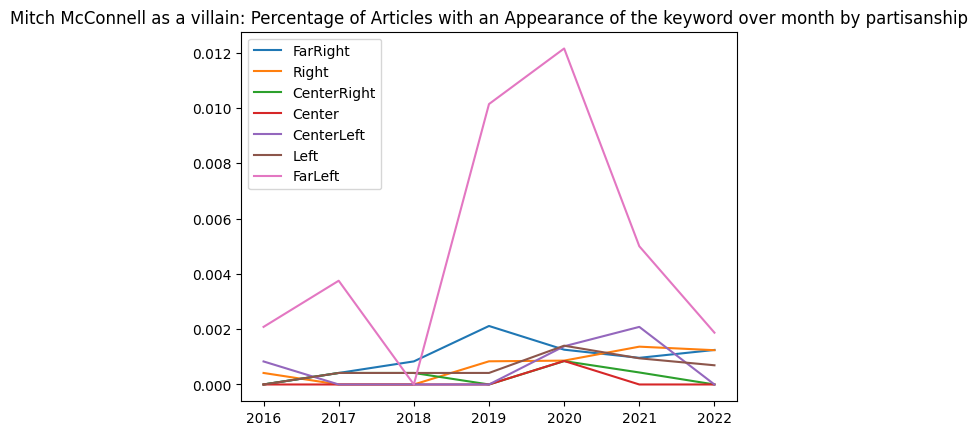 Mitch McConnell as a villain: Percentage of Articles with an Appearance of the keyword over month by partisanship
FarRight
Right
CenterRight
Center
CenterLeft
Left
FarLeft
0.012
0.010
0.008
0.006
0.004
0.002
0.000
2016 2017 2018 2019 2020 2021 2022